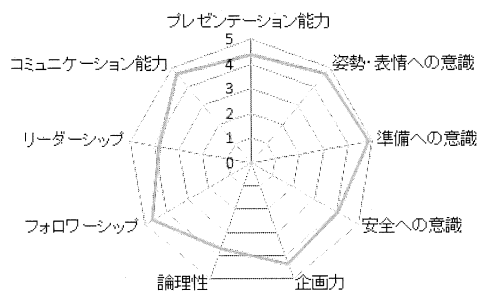 プレゼンテーション能力
姿勢・表情への意識
準備への意識
安全への意識
企画力
論理性
フォロワーシップ
リーダーシップ
コミュニケーション能力
5
4
3
2
1
0